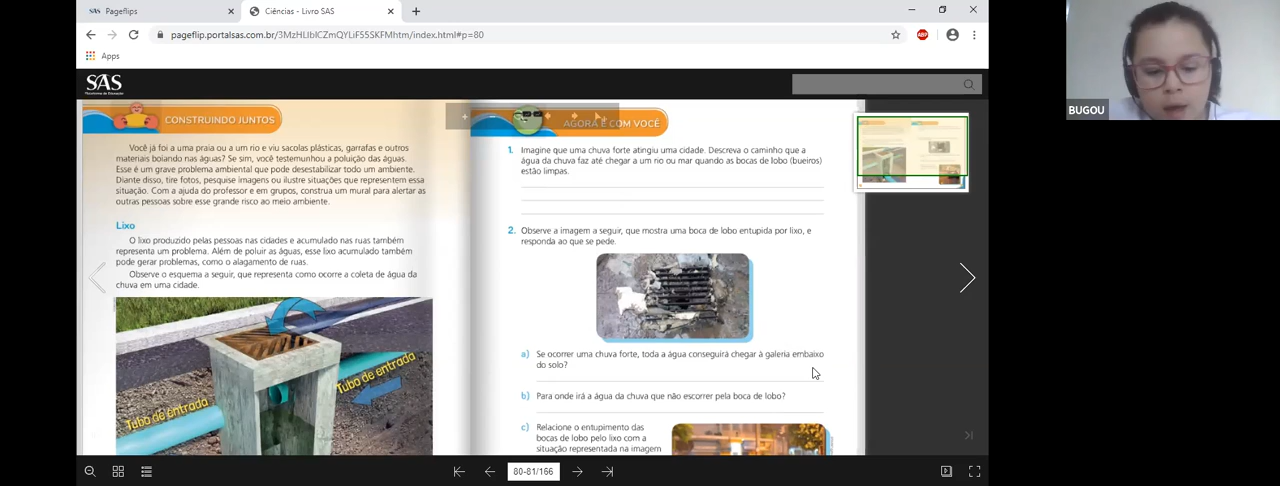 SAS Pageflips
Ciências - Livro SAS
pageflip.portalsas.com.br/3MzHLlblCZmQYLiF5S5KFMhtm/index.html#p=80
ABP
Apps
SAS
BUGOU
CONSTRUINDO JUNTOS
Você já foi a uma praia ou a um rio e viu sacolas plásticas, garrafas e outros
materiais boiando nas águas? Se sim, você testemunhou a poluição das águas.
Esse é um grave problema ambiental que pode desestabilizar todo um ambiente.
Diante disso, tire fotos, pesquise imagens ou ilustre situações que representem essa
situação. Com a ajuda do professor e em grupos, construa um mural para alertar as
outras pessoas sobre esse grande risco ao meio ambiente.
Lixo
O lixo produzido pelas pessoas nas cidades e acumulado nas ruas também
representa um problema. Além de poluir as águas, esse lixo acumulado também
pode gerar problemas, como o alagamento de ruas.
Observe o esquema a seguir, que representa como ocorre a coleta de água da
chuva em uma cidade.
Tubo de entrada
Tubo de entrada
AGORA É COM VOCÊ
1. Imagine que uma chuva forte atingiu uma cidade. Descreva o caminho que a
água da chuva faz até chegar a um rio ou mar quando as bocas de lobo (bueiros)
estão limpas.
2. Observe a imagem a seguir, que mostra uma boca de lobo entupida por lixo, e
responda ao que se pede.
a) Se ocorrer uma chuva forte, toda a água conseguirá chegar à galeria embaixo
do solo?
b) Para onde irá a água da chuva que não escorrer pela boca de lobo?
c) Relacione o entupimento das
bocas de lobo pelo lixo com a
situação representada na imagem
80-81/166